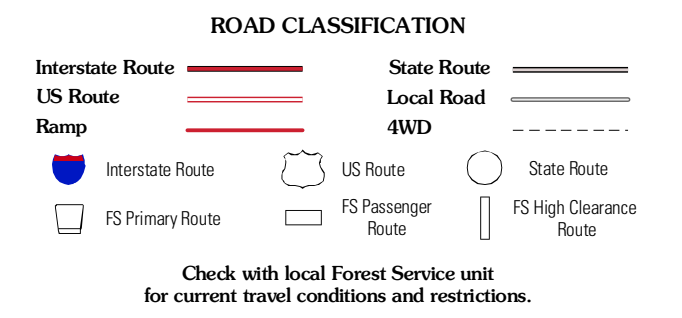 ROAD CLASSIFICATION
Interstate Route
State Route
US Route
Local Road
Ramp
4WD
Interstate Route
US Route
State Route
FS Primary Route
FS Passenger
Route
FS High Clearance
Route
Check with local Forest Service unit
for current travel conditions and restrictions.